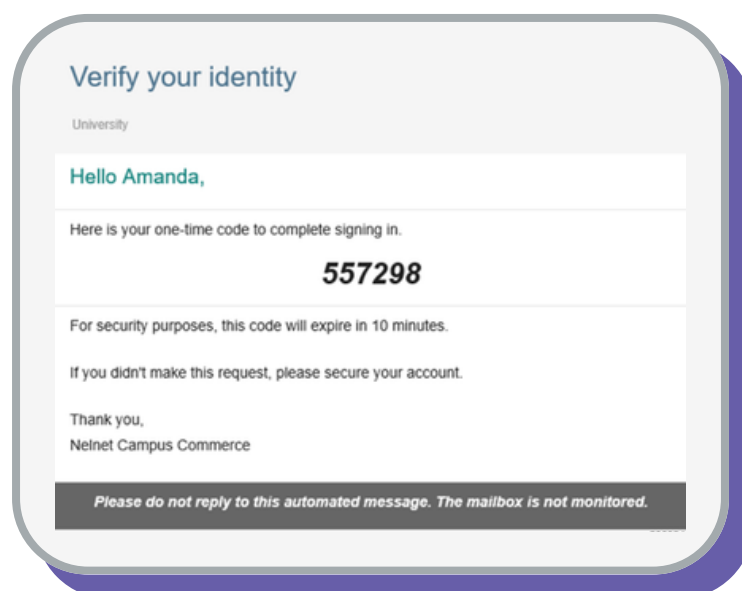 Verify your identity
University
Hello Amanda,
Here is your one-time code to complete signing in.
557298
For security purposes, this code will expire in 10 minutes.
If you didn't make this request, please secure your account.
Thank you,
Nelnet Campus Commerce
Please do not reply to this automated message. The mailbox is not monitored.